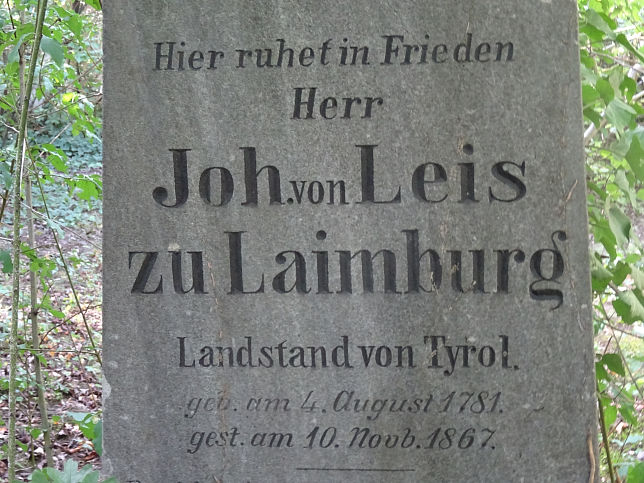 Hier ruhet in Frieden
Herr
Joh. von Leis
zu Laimburg
Landstand von Tyrol.
geb. am 4. August 1781.
gest. am 10. Novb. 1867.